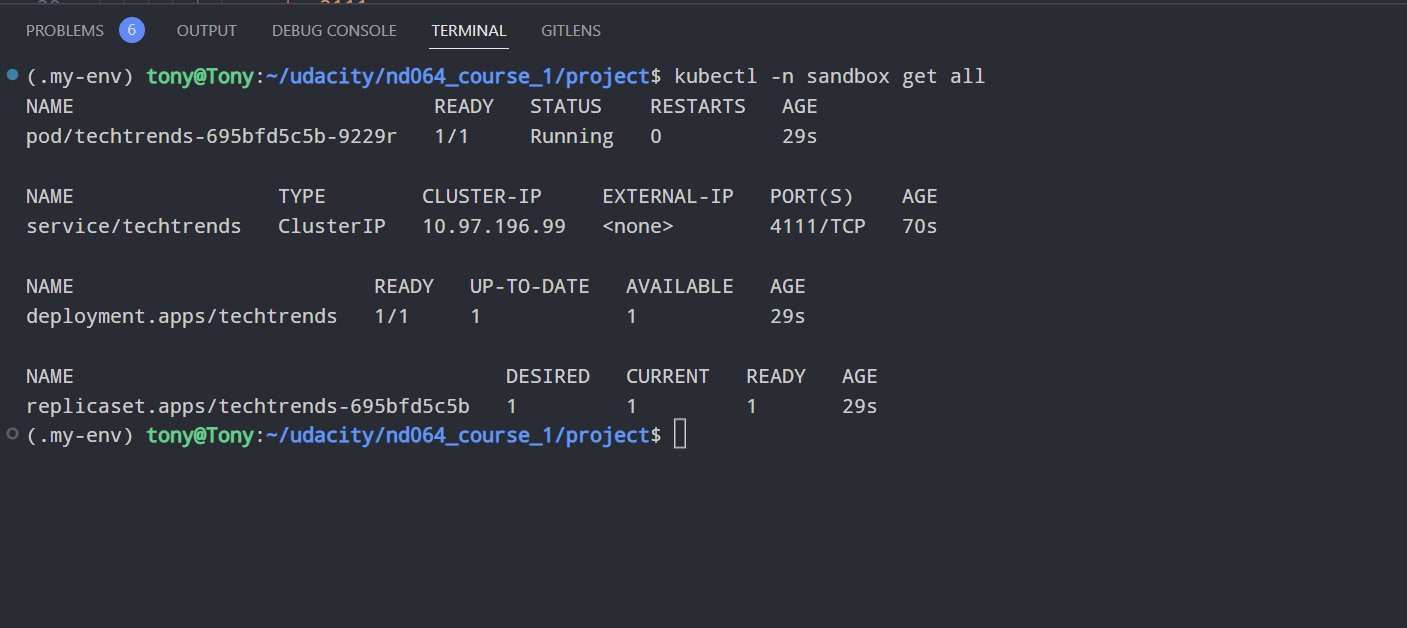 PROBLEMS 6 OUTPUT DEBUG CONSOLE TERMINAL GITLENS
(.my-env) tony@Tony:~/udacity/nd064_course_1/project$ kubectl -n sandbox get all
NAME READY STATUS RESTARTS AGE
pod/techtrends-695bfd5c5b-9229r 1/1 Running 0 29s
NAME TYPE CLUSTER-IP EXTERNAL-IP PORT(S) AGE
service/techtrends ClusterIP 10.97.196.99 <none> 4111/TCP 70s
NAME READY UP-TO-DATE AVAILABLE AGE
deployment.apps/techtrends 1/1 1 1 29s
NAME DESIRED CURRENT READY AGE
replicaset.apps/techtrends-695bfd5c5b 1 1 1 29s
(.my-env) tony@Tony:~/udacity/nd064_course_1/project$